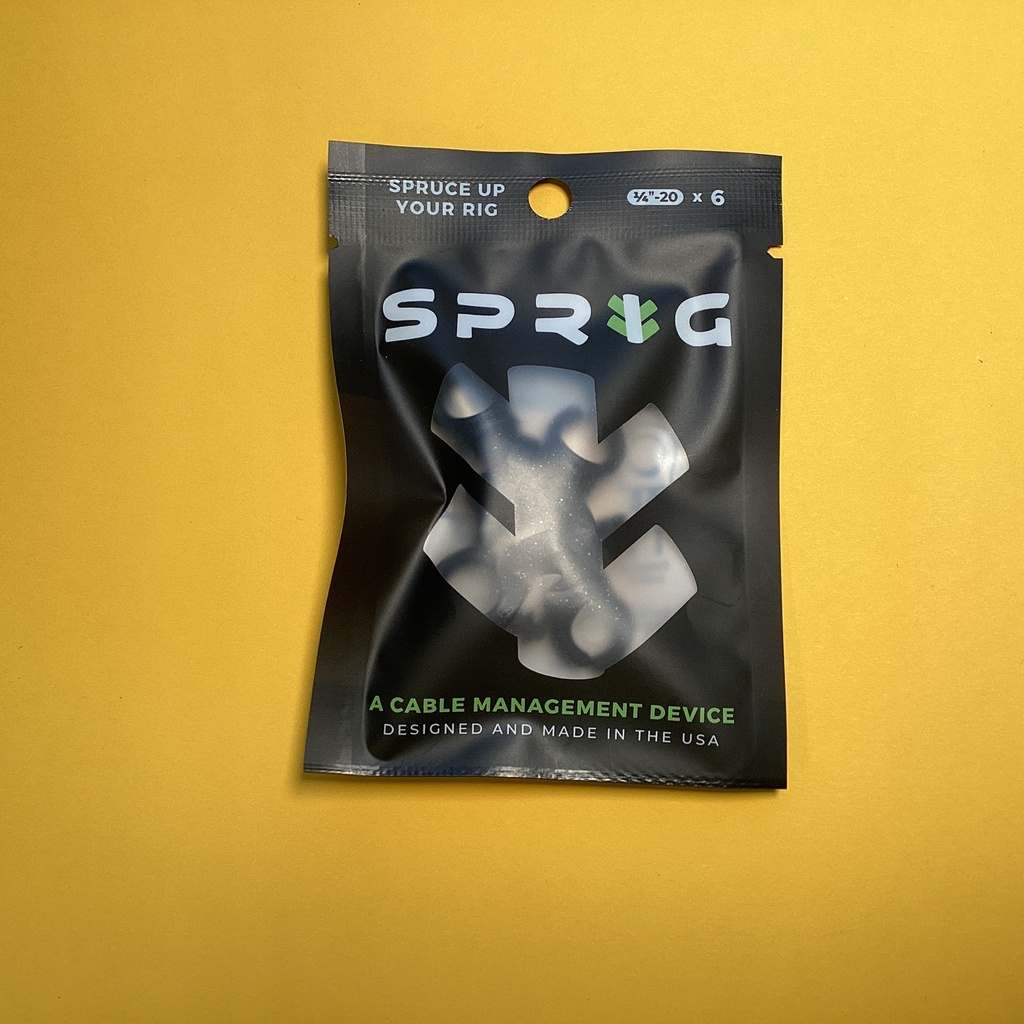 SPRUCE UP
YOUR RIG
¼"-20 x 6
SPRIG
A CABLE MANAGEMENT DEVICE
DESIGNED AND MADE IN THE USA